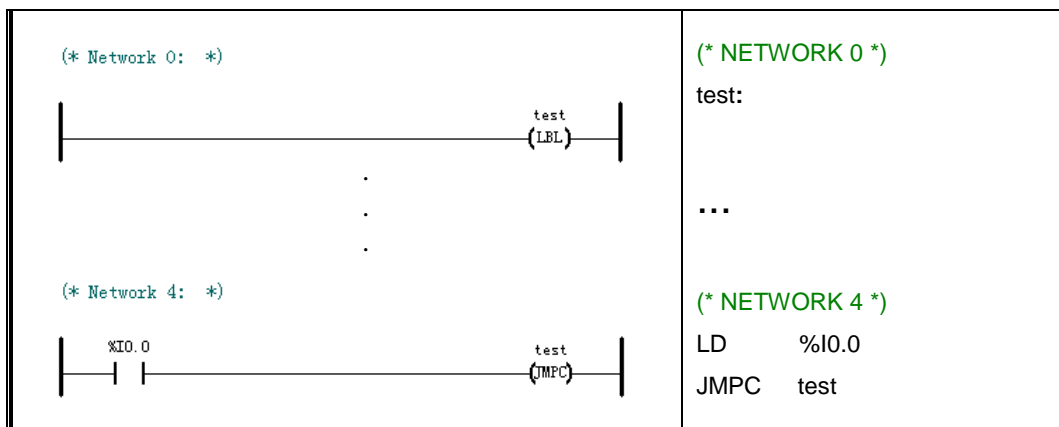 (* Network 0:  *)
test
(LBL)
.
.
.
(* Network 4:  *)
%I0.0
test
(JMPC)
(* NETWORK 0 *)
test:
...
(* NETWORK 4 *)
LD %I0.0
JMPC test